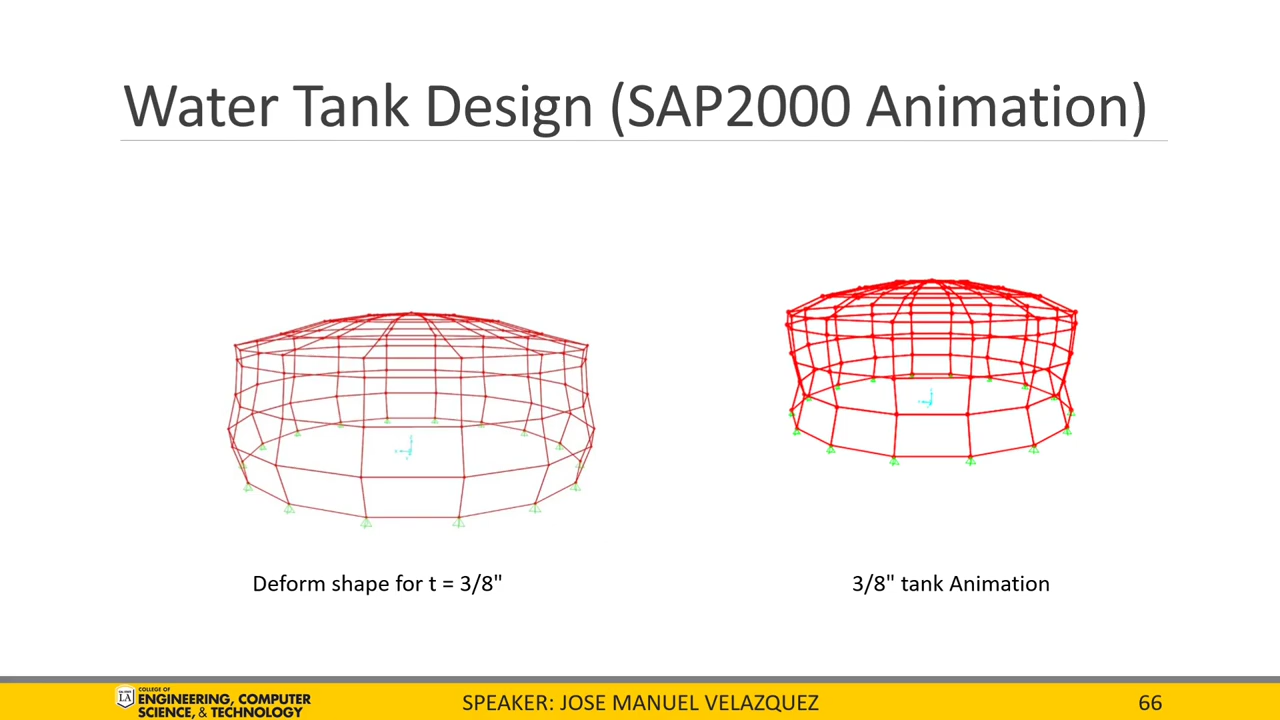 Water Tank Design (SAP2000 Animation)
Deform shape for t = 3/8"
3/8" tank Animation
LA
COLLEGE OF
ENGINEERING, COMPUTER
SCIENCE, & TECHNOLOGY
SPEAKER: JOSE MANUEL VELAZQUEZ
66